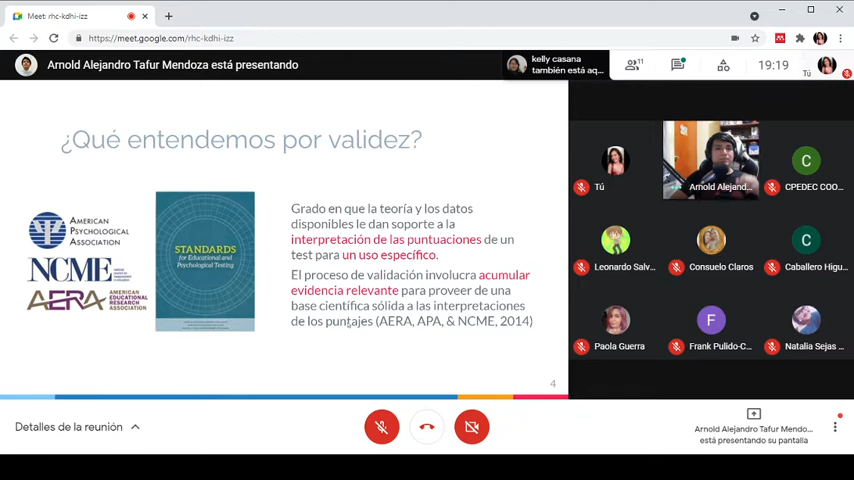 Meet: rhc-kdhi-izz
https://meet.google.com/rhc-kdhi-izz
Arnold Alejandro Tafur Mendoza está presentando
kelly casana
también está aq...
11
19:19
Tú
¿Qué entendemos por validez?
AMERICAN
PSYCHOLOGICAL
ASSOCIATION
NCME
AERA
AMERICAN
EDUCATIONAL
RESEARCH
ASSOCIATION
STANDARDS
for Educational and
Psychological Testing
Grado en que la teoría y los datos
disponibles le dan soporte a la
interpretación de las puntuaciones de un
test para un uso específico.
El proceso de validación involucra acumular
evidencia relevante para proveer de una
base científica sólida a las interpretaciones
de los puntajes (AERA, APA, & NCME, 2014)
4
Tú
Arnold Alejand...
C
CPEDEC COO...
Leonardo Salv...
Consuelo Claros
C
Caballero Higu...
Paola Guerra
F
Frank Pulido-C...
Natalia Sejas ...
Detalles de la reunión
Arnold Alejandro Tafur Mendo...
está presentando su pantalla